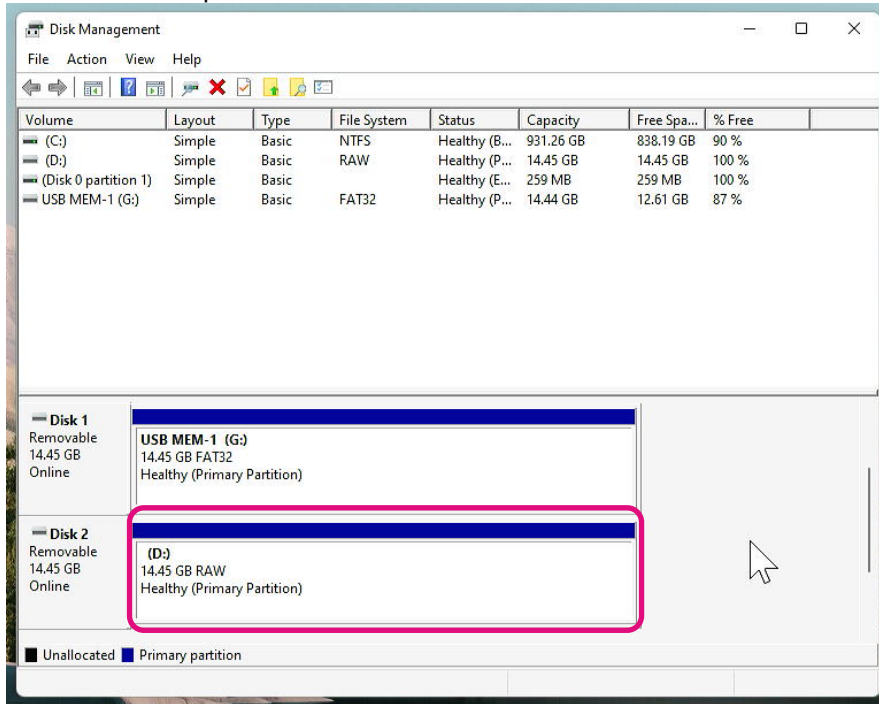 Disk Management
File Action View Help
Volume Layout Type File System Status Capacity Free Spa... % Free
(C:) Simple Basic NTFS Healthy (B... 931.26 GB 838.19 GB 90 %
(D:) Simple Basic RAW Healthy (P... 14.45 GB 14.45 GB 100 %
(Disk 0 partition 1) Simple Basic Healthy (E... 259 MB 259 MB 100 %
USB MEM-1 (G:) Simple Basic FAT32 Healthy (P... 14.44 GB 12.61 GB 87 %
Disk 1
Removable
14.45 GB
Online
USB MEM-1 (G:)
14.45 GB FAT32
Healthy (Primary Partition)
Disk 2
Removable
14.45 GB
Online
(D:)
14.45 GB RAW
Healthy (Primary Partition)
Unallocated Primary partition